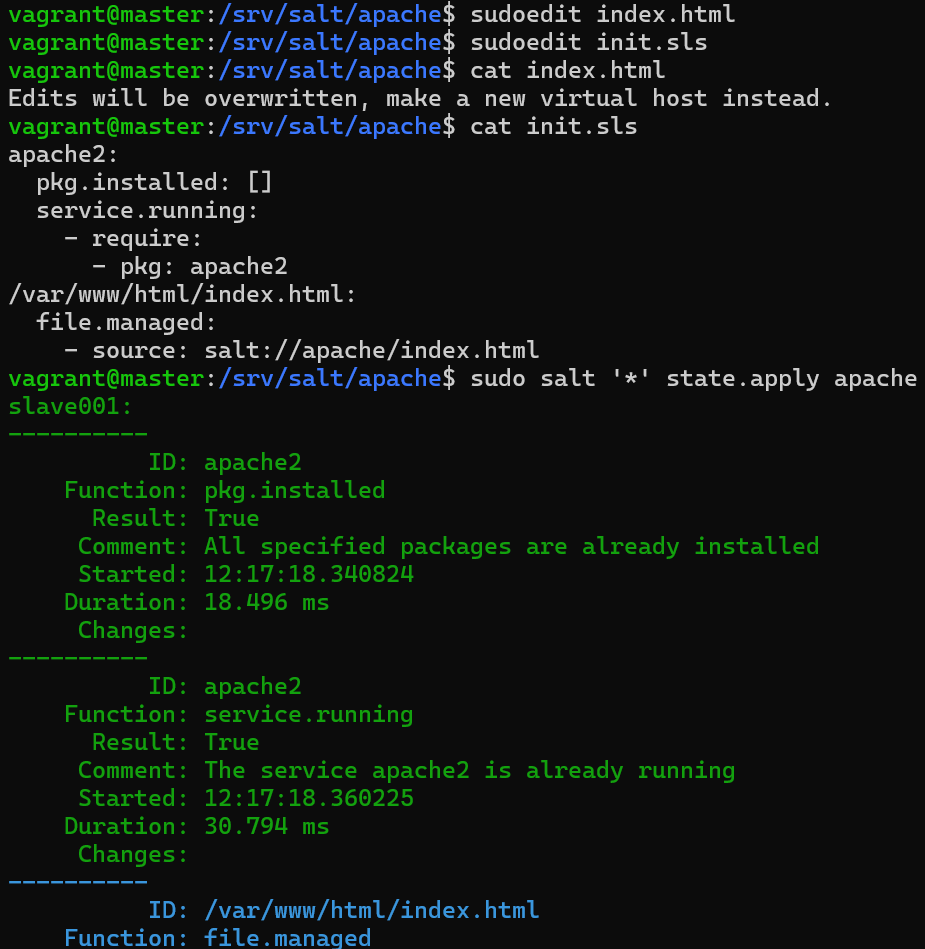 vagrant@master:/srv/salt/apache$ sudoedit index.html
vagrant@master:/srv/salt/apache$ sudoedit init.sls
vagrant@master:/srv/salt/apache$ cat index.html
Edits will be overwritten, make a new virtual host instead.
vagrant@master:/srv/salt/apache$ cat init.sls
apache2:
  pkg.installed: []
  service.running:
    - require:
      - pkg: apache2
/var/www/html/index.html:
  file.managed:
    - source: salt://apache/index.html
vagrant@master:/srv/salt/apache$ sudo salt '*' state.apply apache
slave001:
----------
          ID: apache2
    Function: pkg.installed
      Result: True
     Comment: All specified packages are already installed
     Started: 12:17:18.340824
    Duration: 18.496 ms
     Changes:
----------
          ID: apache2
    Function: service.running
      Result: True
     Comment: The service apache2 is already running
     Started: 12:17:18.360225
    Duration: 30.794 ms
     Changes:
----------
          ID: /var/www/html/index.html
    Function: file.managed